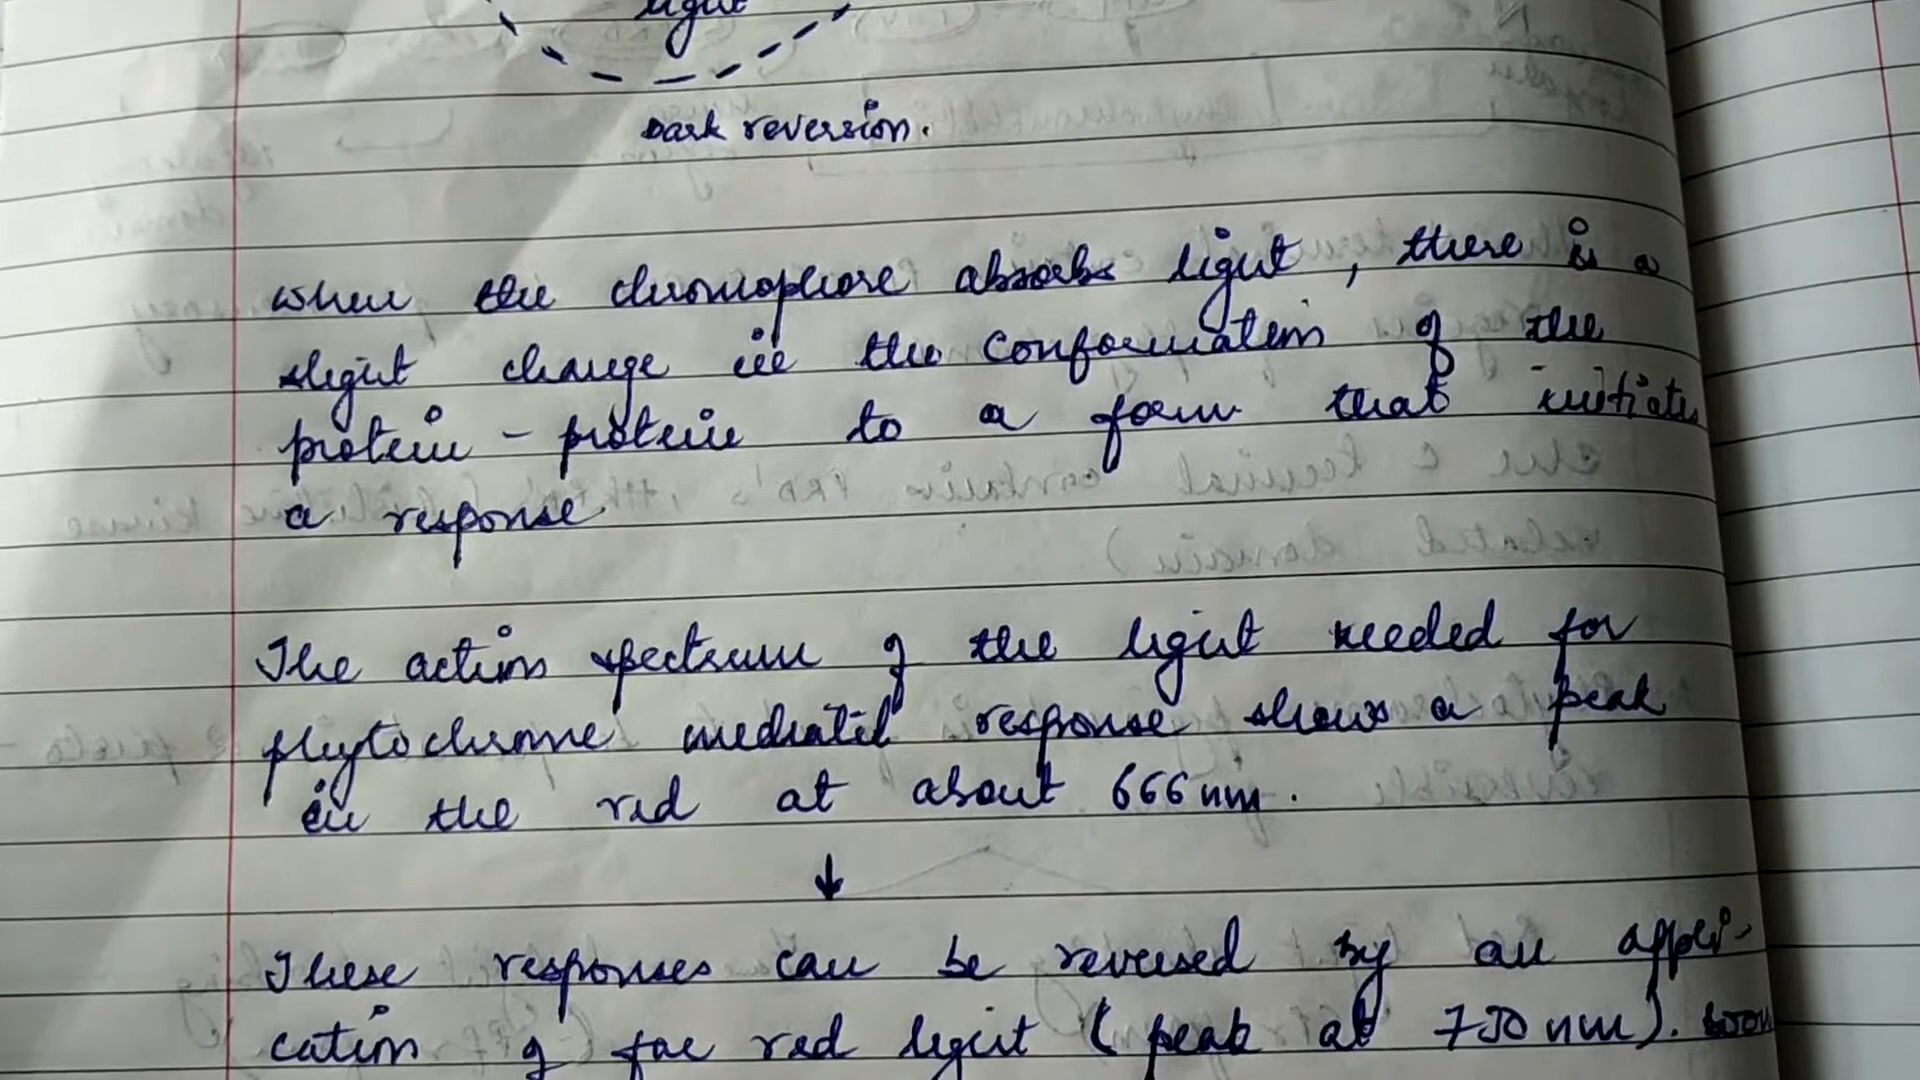 light
Dark reversion.
When the chromophore absorbs light, there is a
slight change in the conformation of the
protein - protein to a form that initiates
a response
The action spectrum of the light needed for
phytochrome mediated response shows a peak
in the red at about 666 nm.
↓
These responses can be reversed by an appli-
cation of far red light (peak at 730 nm).